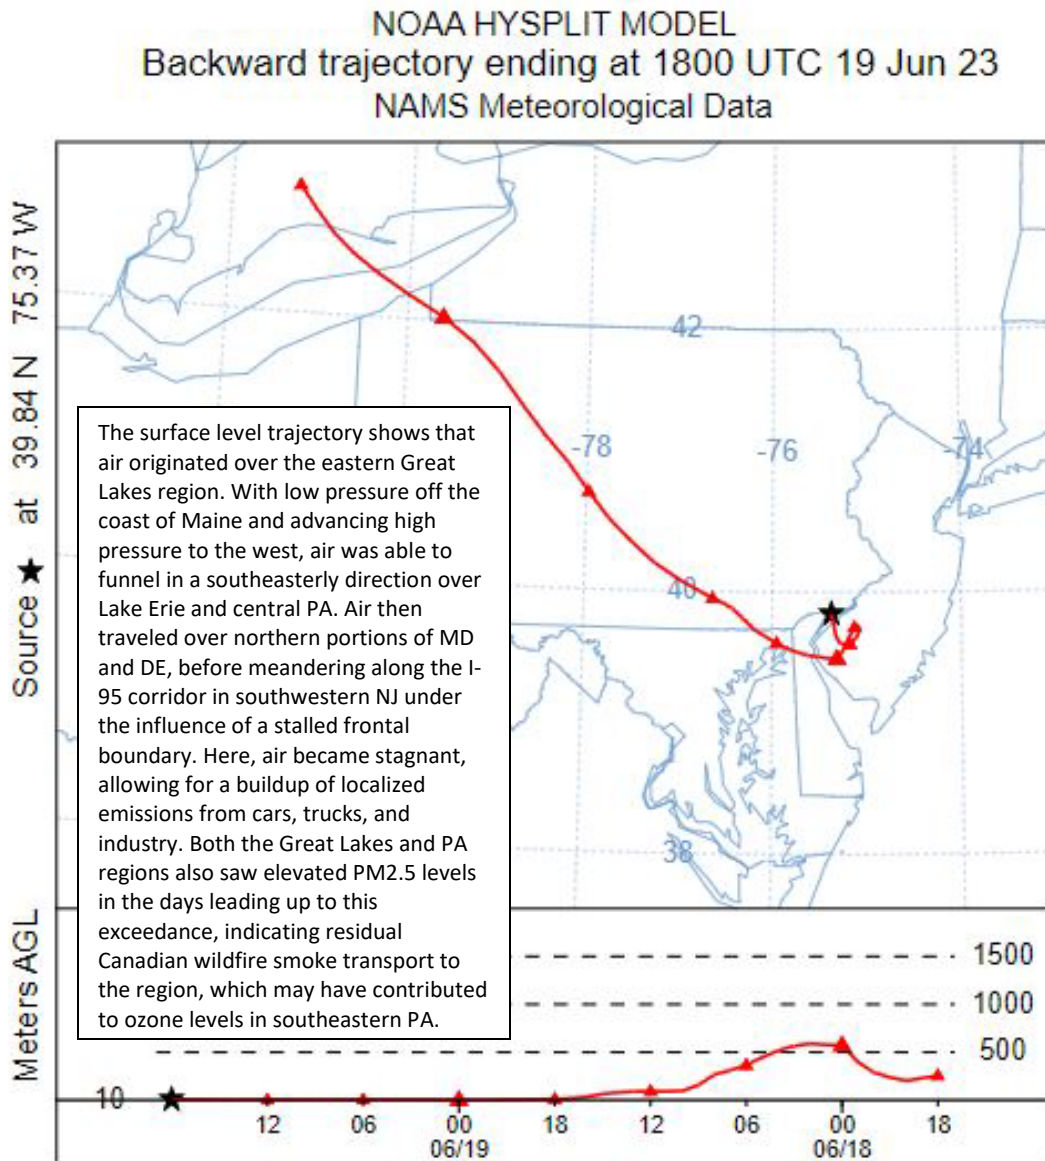 NOAA HYSPLIT MODEL
Backward trajectory ending at 1800 UTC 19 Jun 23
NAMS Meteorological Data
Source ★ at 39.84 N 75.37 W
42
-78
-76
-74
40
38
The surface level trajectory shows that
air originated over the eastern Great
Lakes region. With low pressure off the
coast of Maine and advancing high
pressure to the west, air was able to
funnel in a southeasterly direction over
Lake Erie and central PA. Air then
traveled over northern portions of MD
and DE, before meandering along the I-
95 corridor in southwestern NJ under
the influence of a stalled frontal
boundary. Here, air became stagnant,
allowing for a buildup of localized
emissions from cars, trucks, and
industry. Both the Great Lakes and PA
regions also saw elevated PM2.5 levels
in the days leading up to this
exceedance, indicating residual
Canadian wildfire smoke transport to
the region, which may have contributed
to ozone levels in southeastern PA.
Meters AGL
1500
1000
500
10
12 06 00 18 12 06 00 18
06/19 06/18